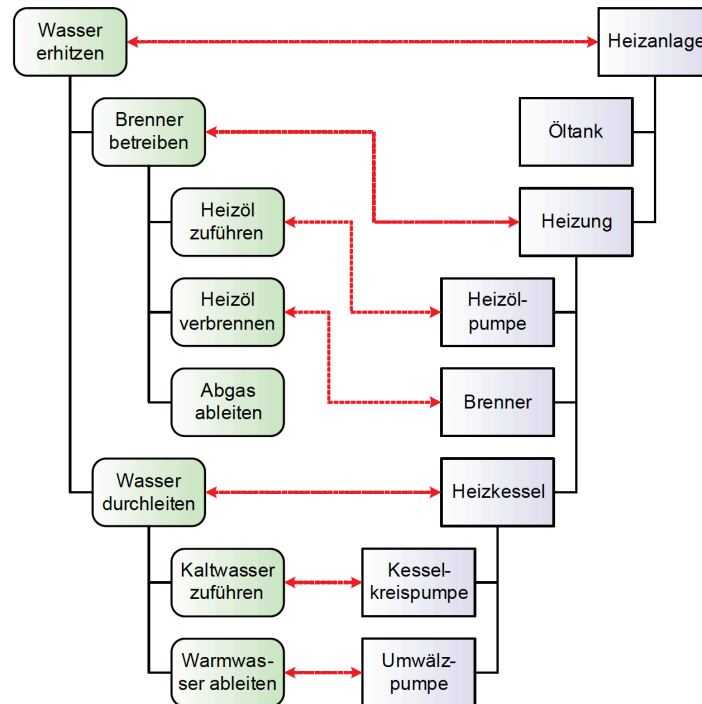 Wasser
erhitzen
Heizanlage
Brenner
betreiben
Öltank
Heizöl
zuführen
Heizung
Heizöl
verbrennen
Heizöl-
pumpe
Abgas
ableiten
Brenner
Wasser
durchleiten
Heizkessel
Kaltwasser
zuführen
Kessel-
kreispumpe
Warmwas-
ser ableiten
Umwälz-
pumpe